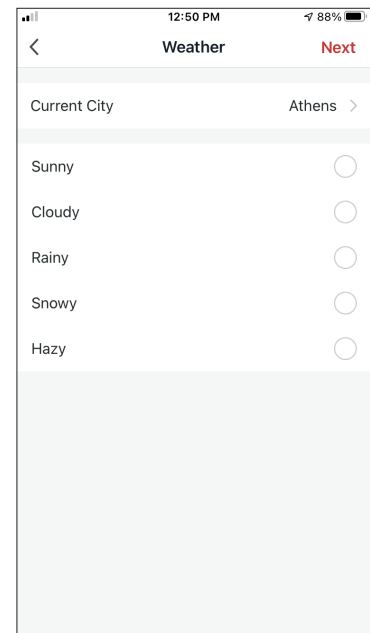 12:50 PM 88%
Weather Next
Current City Athens
Sunny
Cloudy
Rainy
Snowy
Hazy